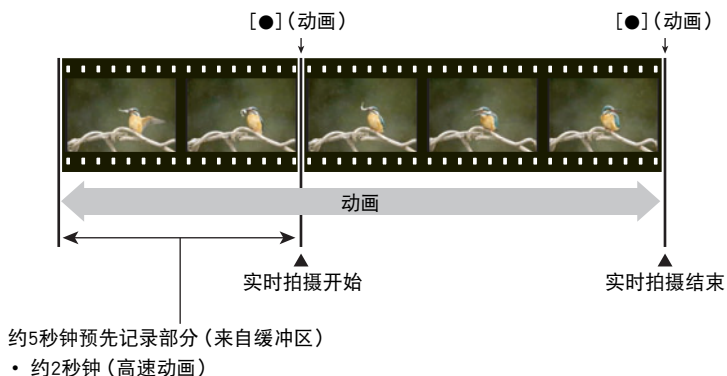 [●](动画) [●](动画)
动画
实时拍摄开始 实时拍摄结束
约5秒钟预先记录部分(来自缓冲区)
• 约2秒钟(高速动画)